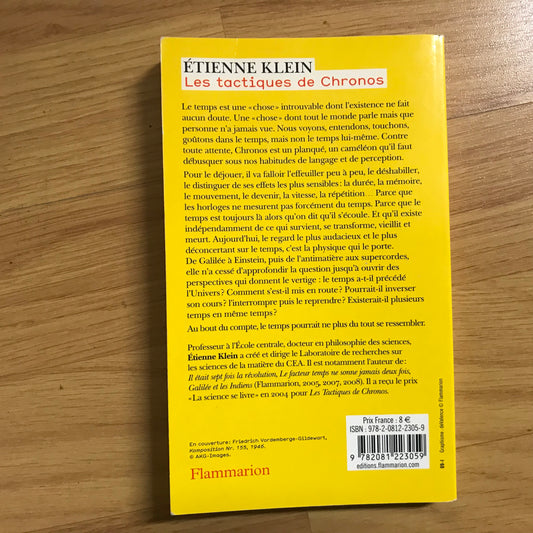 ÉTIENNE KLEIN
Les tactiques de Chronos
Le temps est une « chose » introuvable dont l'existence ne fait
aucun doute. Une « chose » dont tout le monde parle mais que
personne n'a jamais vue. Nous voyons, entendons, touchons,
goûtons dans le temps, mais non le temps lui-même. Contre
toute attente, Chronos est un planqué, un caméléon qu'il faut
débusquer sous nos habitudes de langage et de perception.
Pour le déjouer, il va falloir l'effeuiller peu à peu, le déshabiller,
le distinguer de ses effets les plus sensibles : la durée, la mémoire,
le mouvement, le devenir, la vitesse, la répétition... Parce que
les horloges ne mesurent pas forcément du temps. Parce que le
temps est toujours là alors qu'on dit qu'il s'écoule. Et qu'il existe
indépendamment de ce qui survient, se transforme, vieillit et
meurt. Aujourd'hui, le regard le plus audacieux et le plus
déconcertant sur le temps, c'est la physique qui le porte.
De Galilée à Einstein, puis de l'antimatière aux supercordes,
elle n'a cessé d'approfondir la question jusqu'à ouvrir des
perspectives qui donnent le vertige : le temps a-t-il précédé
l'Univers ? Comment s'est-il mis en route ? Pourrait-il inverser
son cours ? l'interrompre puis le reprendre ? Existerait-il plusieurs
temps en même temps ?
Au bout du compte, le temps pourrait ne plus du tout se ressembler.
Professeur à l'École centrale, docteur en philosophie des sciences,
Étienne Klein a créé et dirige le Laboratoire de recherches sur
les sciences de la matière du CEA. Il est notamment l'auteur de :
Il était sept fois la révolution, Le facteur temps ne sonne jamais deux fois,
Galilée et les Indiens (Flammarion, 2005, 2007, 2008). Il a reçu le prix
"La science se livre" en 2004 pour Les Tactiques de Chronos.
En couverture: Friedrich Vordemberge-Gildewart,
Komposition Nr. 155, 1946.
© AKG-Images.
Flammarion
Prix France : 8 €
ISBN : 978-2-0812-2305-9
9 782081 223059
editions.flammarion.com
09-I Graphisme : dévidence © Flammarion